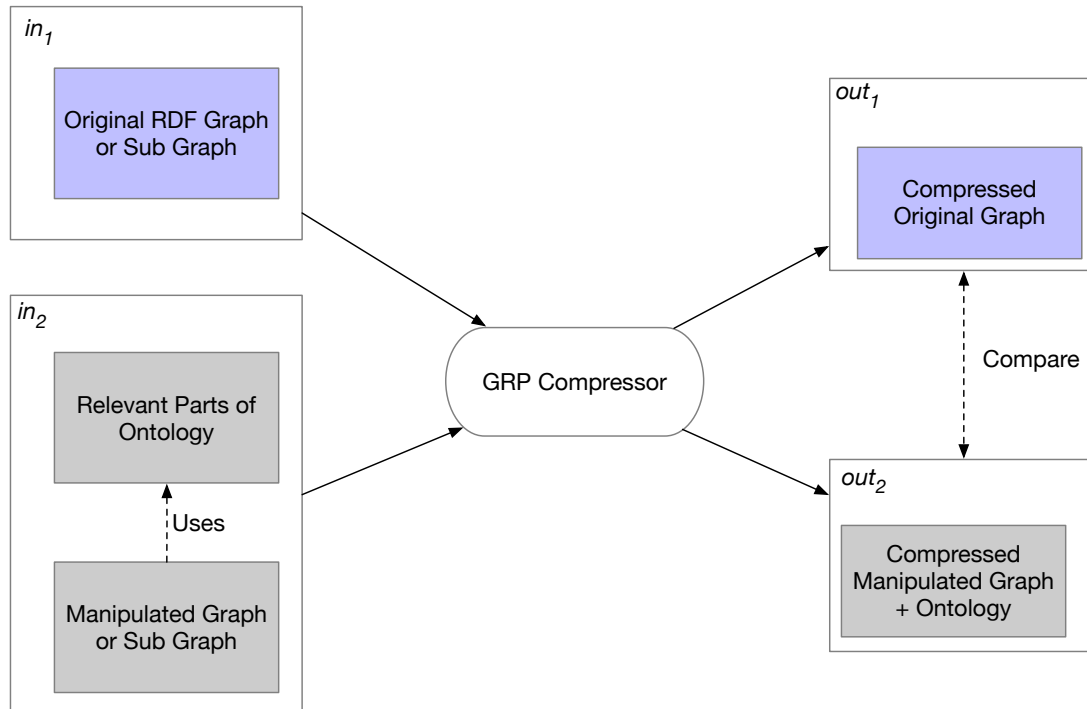 in1
Original RDF Graph
or Sub Graph
in2
Relevant Parts of
Ontology
Uses
Manipulated Graph
or Sub Graph
GRP Compressor
out1
Compressed
Original Graph
Compare
out2
Compressed
Manipulated Graph
+ Ontology